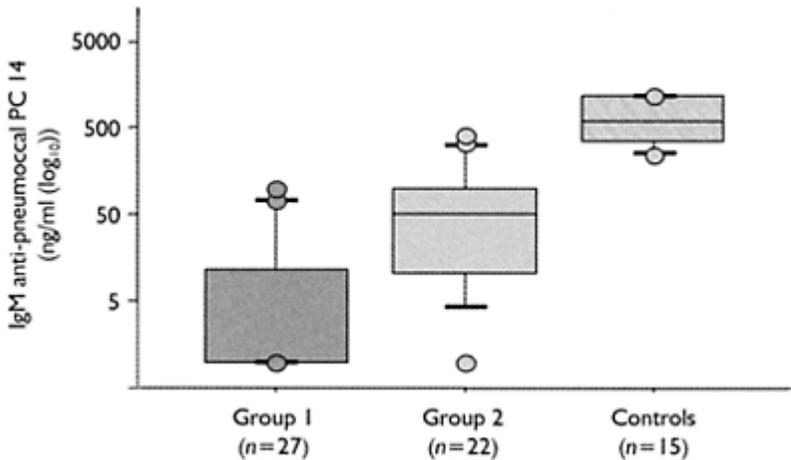 IgM anti-pneumoccal PC 14
(ng/ml (log₁₀))
5000
500
50
5
Group 1
(n=27)
Group 2
(n=22)
Controls
(n=15)